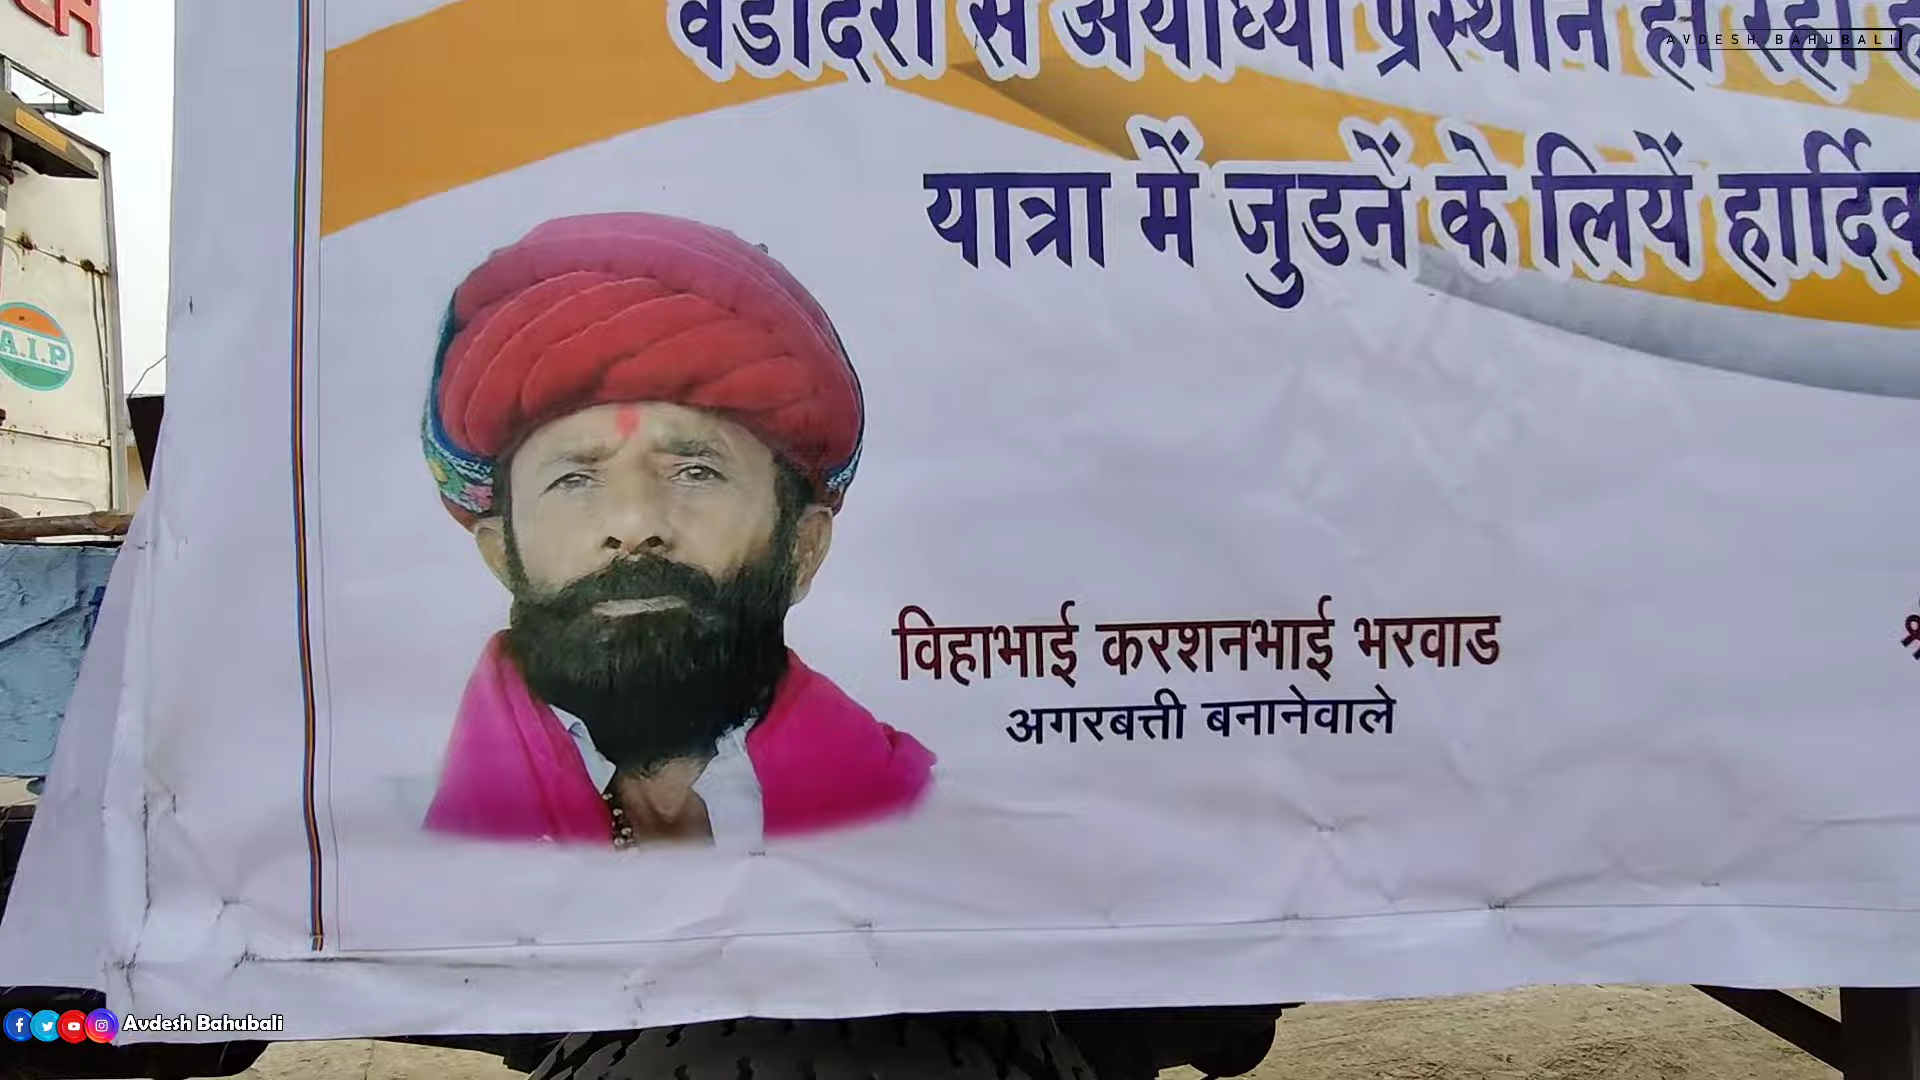 वडोदरा से अयोध्या प्रस्थान हो रही
AVDESH BAHUBALI
यात्रा में जुडनें के लियें हार्दिक
A.I.P
विहाभाई करशनभाई भरवाड
अगरबत्ती बनानेवाले
Avdesh Bahubali